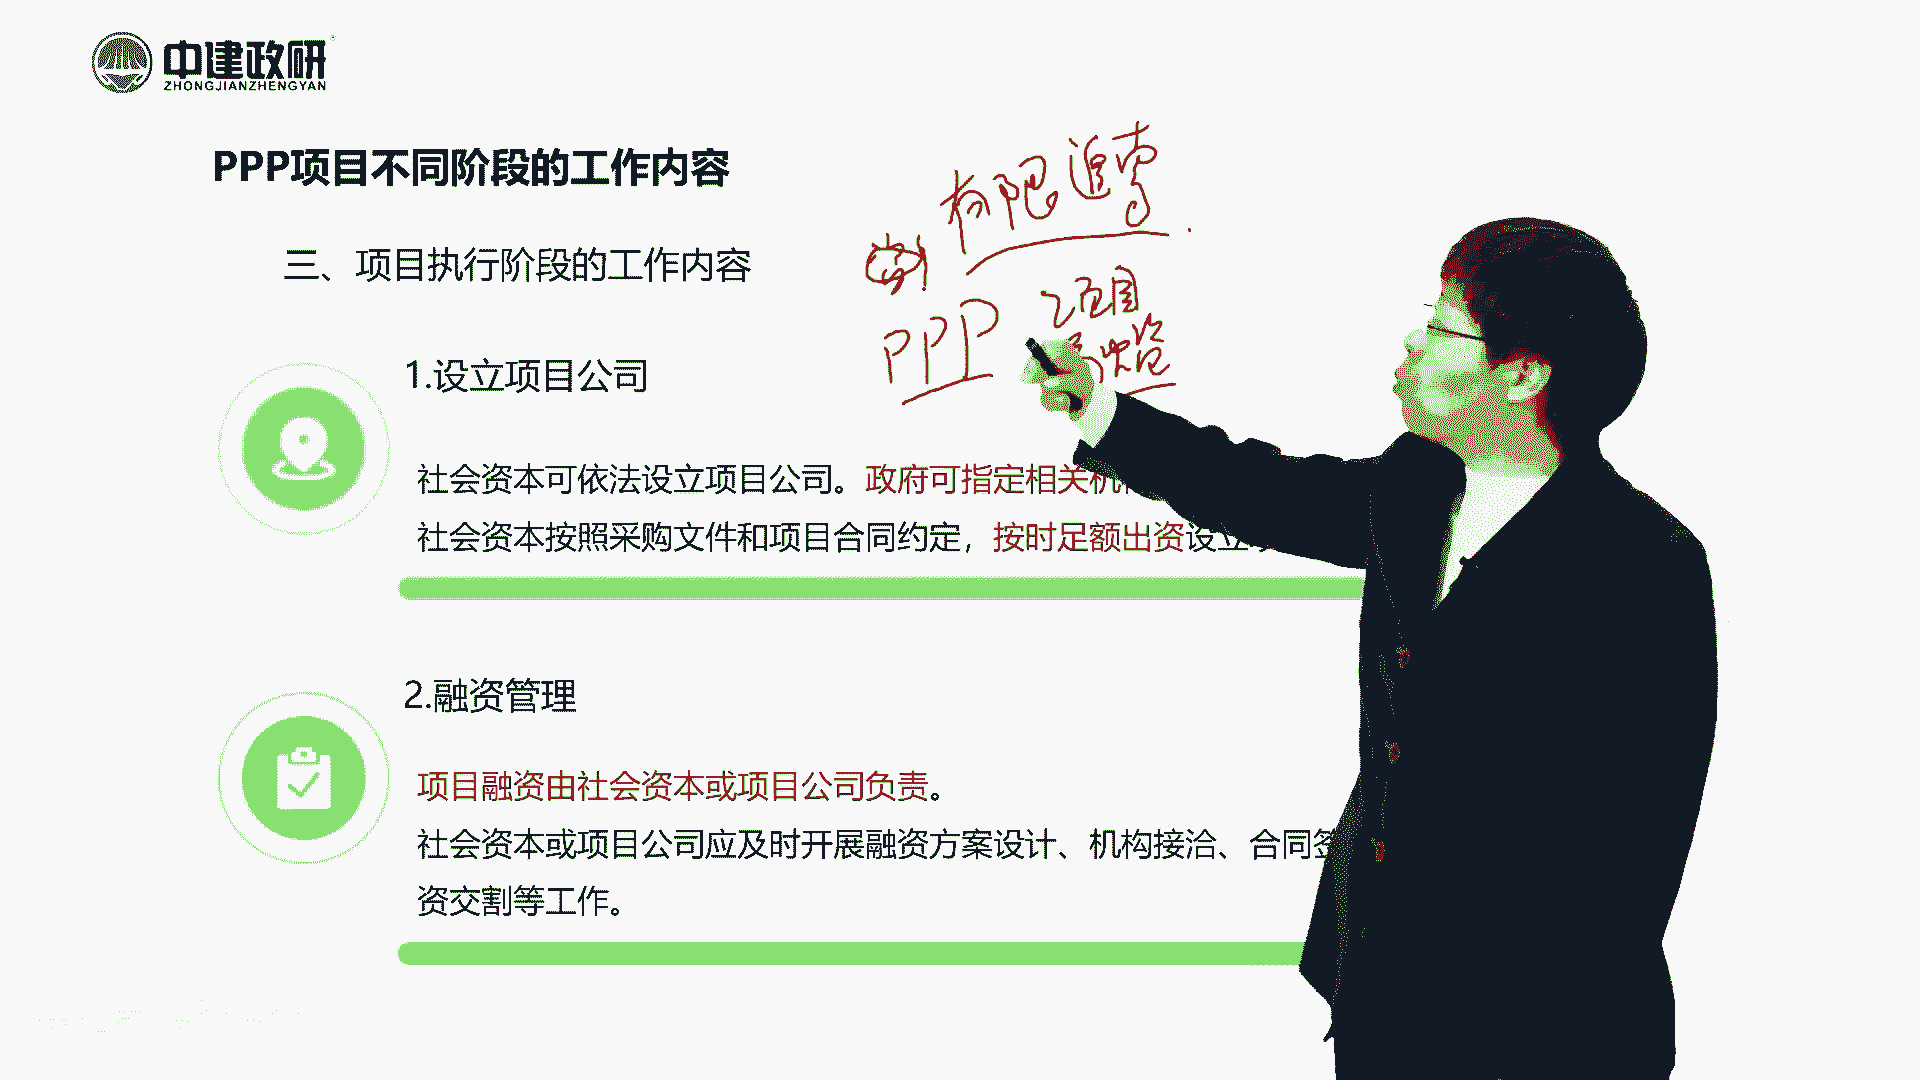 中建政研
ZHONGJIANZHENGYAN
PPP项目不同阶段的工作内容
有限追索
三、项目执行阶段的工作内容
PPP
项目
融资
1.设立项目公司
社会资本可依法设立项目公司。政府可指定相关机
社会资本按照采购文件和项目合同约定，按时足额出资设立
2.融资管理
项目融资由社会资本或项目公司负责。
社会资本或项目公司应及时开展融资方案设计、机构接洽、合同
资交割等工作。